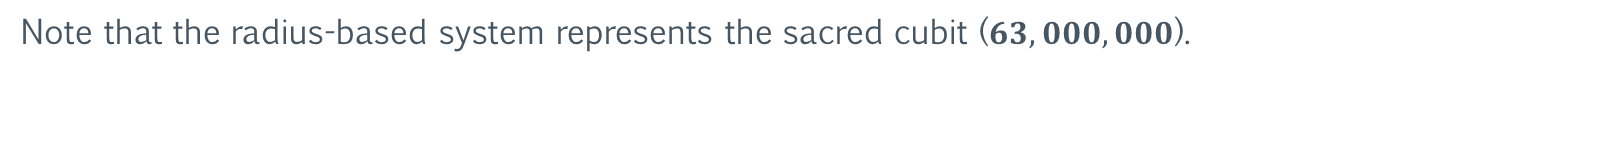 Note that the radius-based system represents the sacred cubit (63, 000, 000).